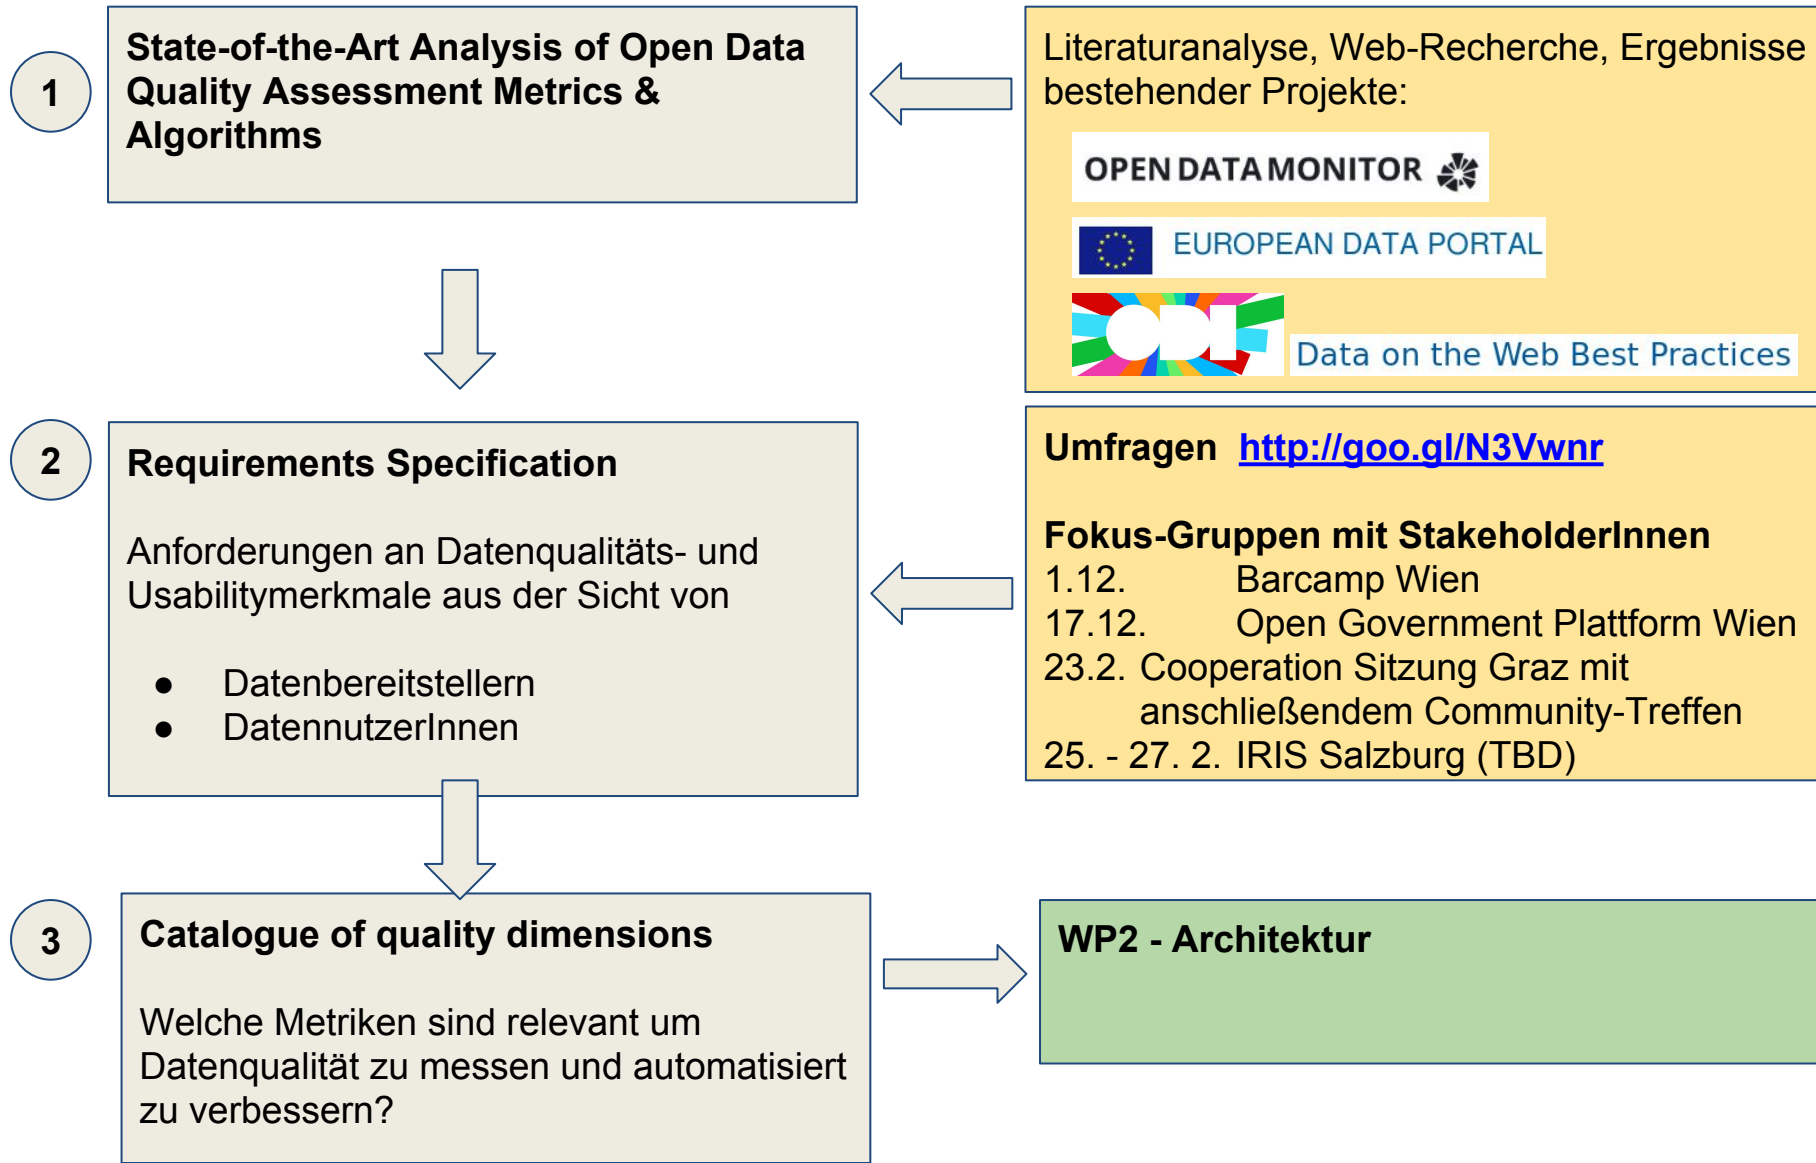 1
State-of-the-Art Analysis of Open Data
Quality Assessment Metrics &
Algorithms
Literaturanalyse, Web-Recherche, Ergebnisse
bestehender Projekte:
OPEN DATA MONITOR
EUROPEAN DATA PORTAL
ODI
Data on the Web Best Practices
2
Requirements Specification
Anforderungen an Datenqualitäts- und
Usabilitymerkmale aus der Sicht von
● Datenbereitstellern
● DatennutzerInnen
Umfragen http://goo.gl/N3Vwnr
Fokus-Gruppen mit StakeholderInnen
1.12. Barcamp Wien
17.12. Open Government Plattform Wien
23.2. Cooperation Sitzung Graz mit
anschließendem Community-Treffen
25. - 27. 2. IRIS Salzburg (TBD)
3
Catalogue of quality dimensions
Welche Metriken sind relevant um
Datenqualität zu messen und automatisiert
zu verbessern?
WP2 - Architektur